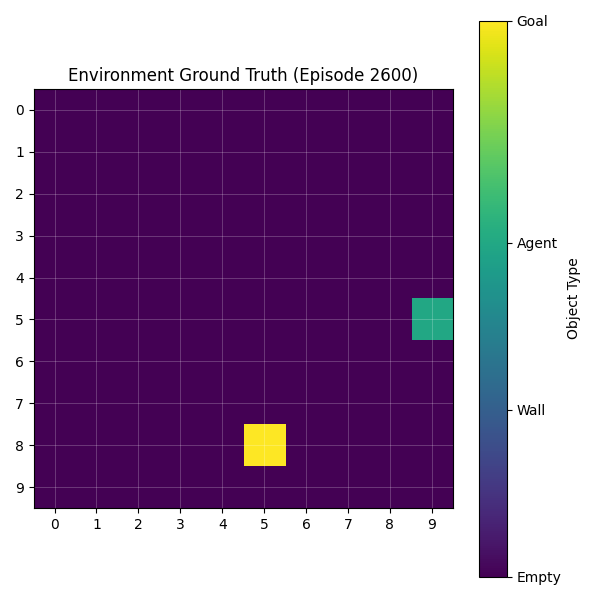 Environment Ground Truth (Episode 2600)
0
1
2
3
4
5
6
7
8
9
0 1 2 3 4 5 6 7 8 9
Goal
Agent
Wall
Empty
Object Type